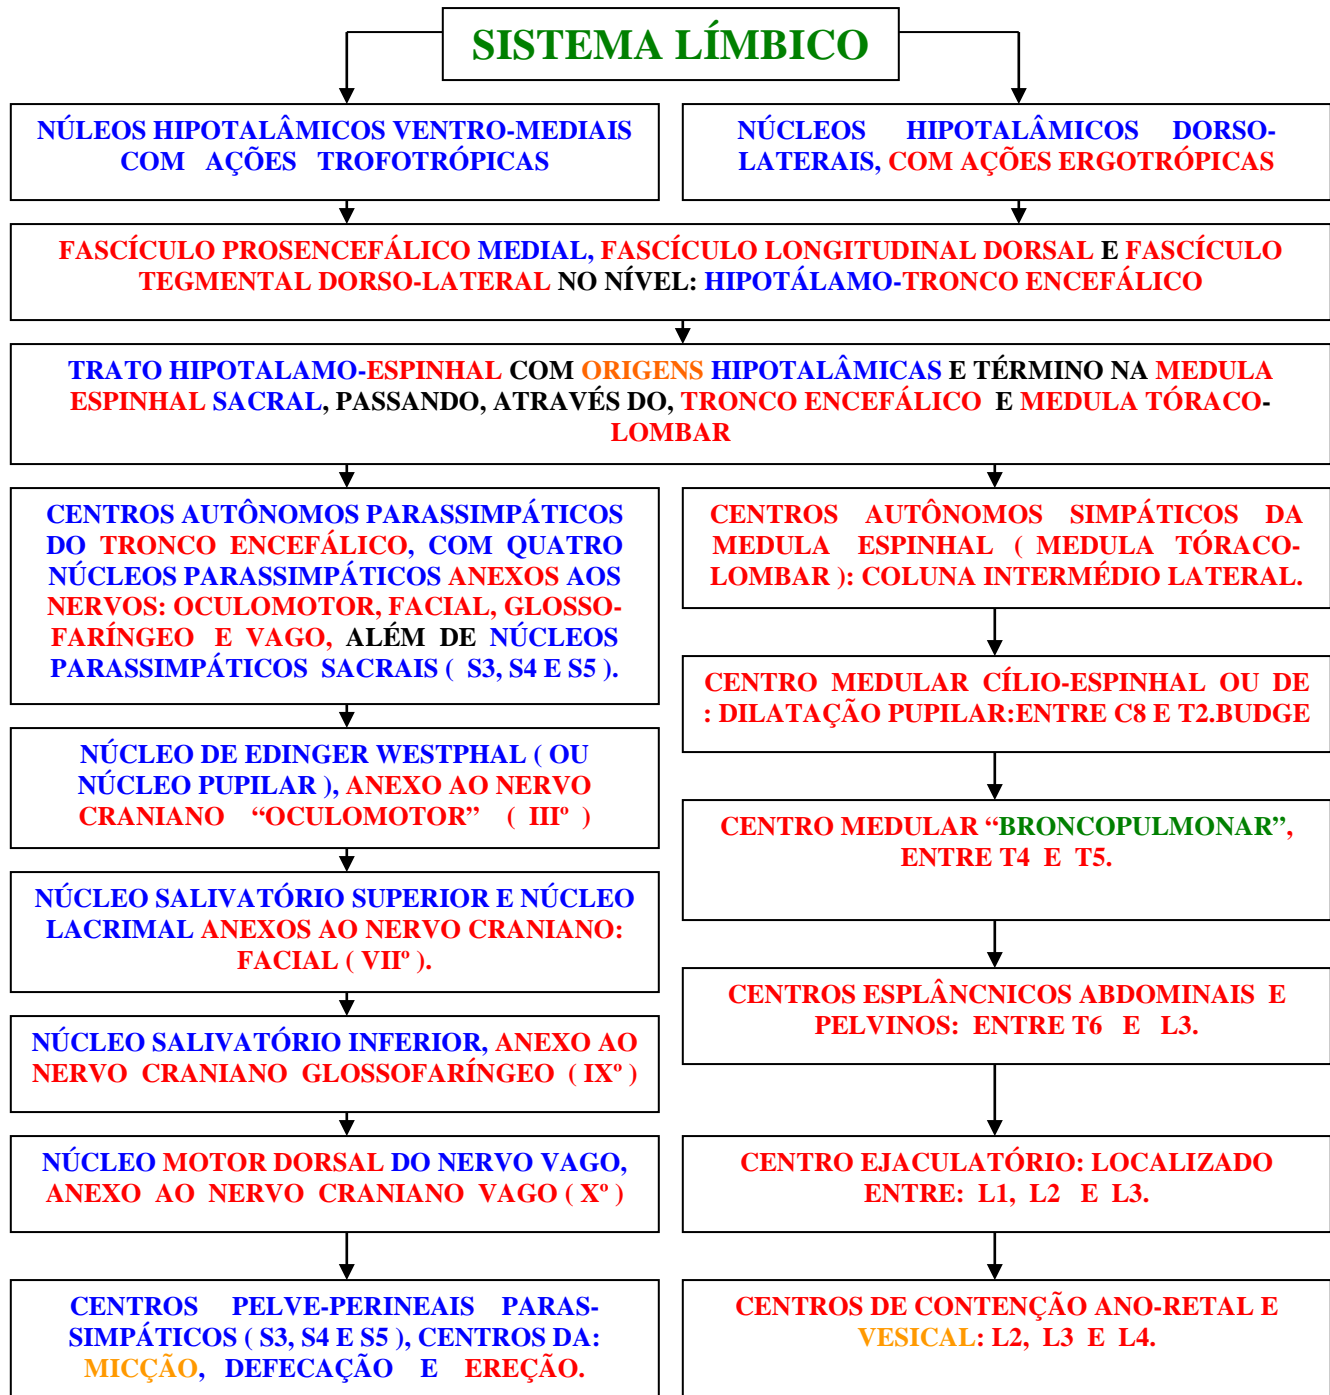 SISTEMA LÍMBICO
NÚLEOS HIPOTALÂMICOS VENTRO-MEDIAIS
COM AÇÕES TROFOTRÓPICAS
NÚCLEOS HIPOTALÂMICOS DORSO-
LATERAIS, COM AÇÕES ERGOTRÓPICAS
FASCÍCULO PROSENCEFÁLICO MEDIAL, FASCÍCULO LONGITUDINAL DORSAL E FASCÍCULO
TEGMENTAL DORSO-LATERAL NO NÍVEL: HIPOTÁLAMO-TRONCO ENCEFÁLICO
TRATO HIPOTALAMO-ESPINHAL COM ORIGENS HIPOTALÂMICAS E TÉRMINO NA MEDULA
ESPINHAL SACRAL, PASSANDO, ATRAVÉS DO, TRONCO ENCEFÁLICO E MEDULA TÓRACO-
LOMBAR
CENTROS AUTÔNOMOS PARASSIMPÁTICOS
DO TRONCO ENCEFÁLICO, COM QUATRO
NÚCLEOS PARASSIMPÁTICOS ANEXOS AOS
NERVOS: OCULOMOTOR, FACIAL, GLOSSO-
FARÍNGEO E VAGO, ALÉM DE NÚCLEOS
PARASSIMPÁTICOS SACRAIS ( S3, S4 E S5 ).
NÚCLEO DE EDINGER WESTPHAL ( OU
NÚCLEO PUPILAR ), ANEXO AO NERVO
CRANIANO “OCULOMOTOR” ( IIIº )
NÚCLEO SALIVATÓRIO SUPERIOR E NÚCLEO
LACRIMAL ANEXOS AO NERVO CRANIANO:
FACIAL ( VIIº ).
NÚCLEO SALIVATÓRIO INFERIOR, ANEXO AO
NERVO CRANIANO GLOSSOFARÍNGEO ( IXº )
NÚCLEO MOTOR DORSAL DO NERVO VAGO,
ANEXO AO NERVO CRANIANO VAGO ( Xº )
CENTROS PELVE-PERINEAIS PARAS-
SIMPÁTICOS ( S3, S4 E S5 ), CENTROS DA:
MICÇÃO, DEFECAÇÃO E EREÇÃO.
CENTROS AUTÔNOMOS SIMPÁTICOS DA
MEDULA ESPINHAL ( MEDULA TÓRACO-
LOMBAR ): COLUNA INTERMÉDIO LATERAL.
CENTRO MEDULAR CÍLIO-ESPINHAL OU DE
: DILATAÇÃO PUPILAR:ENTRE C8 E T2.BUDGE
CENTRO MEDULAR “BRONCOPULMONAR”,
ENTRE T4 E T5.
CENTROS ESPLÂNCNICOS ABDOMINAIS E
PELVINOS: ENTRE T6 E L3.
CENTRO EJACULATÓRIO: LOCALIZADO
ENTRE: L1, L2 E L3.
CENTROS DE CONTENÇÃO ANO-RETAL E
VESICAL: L2, L3 E L4.